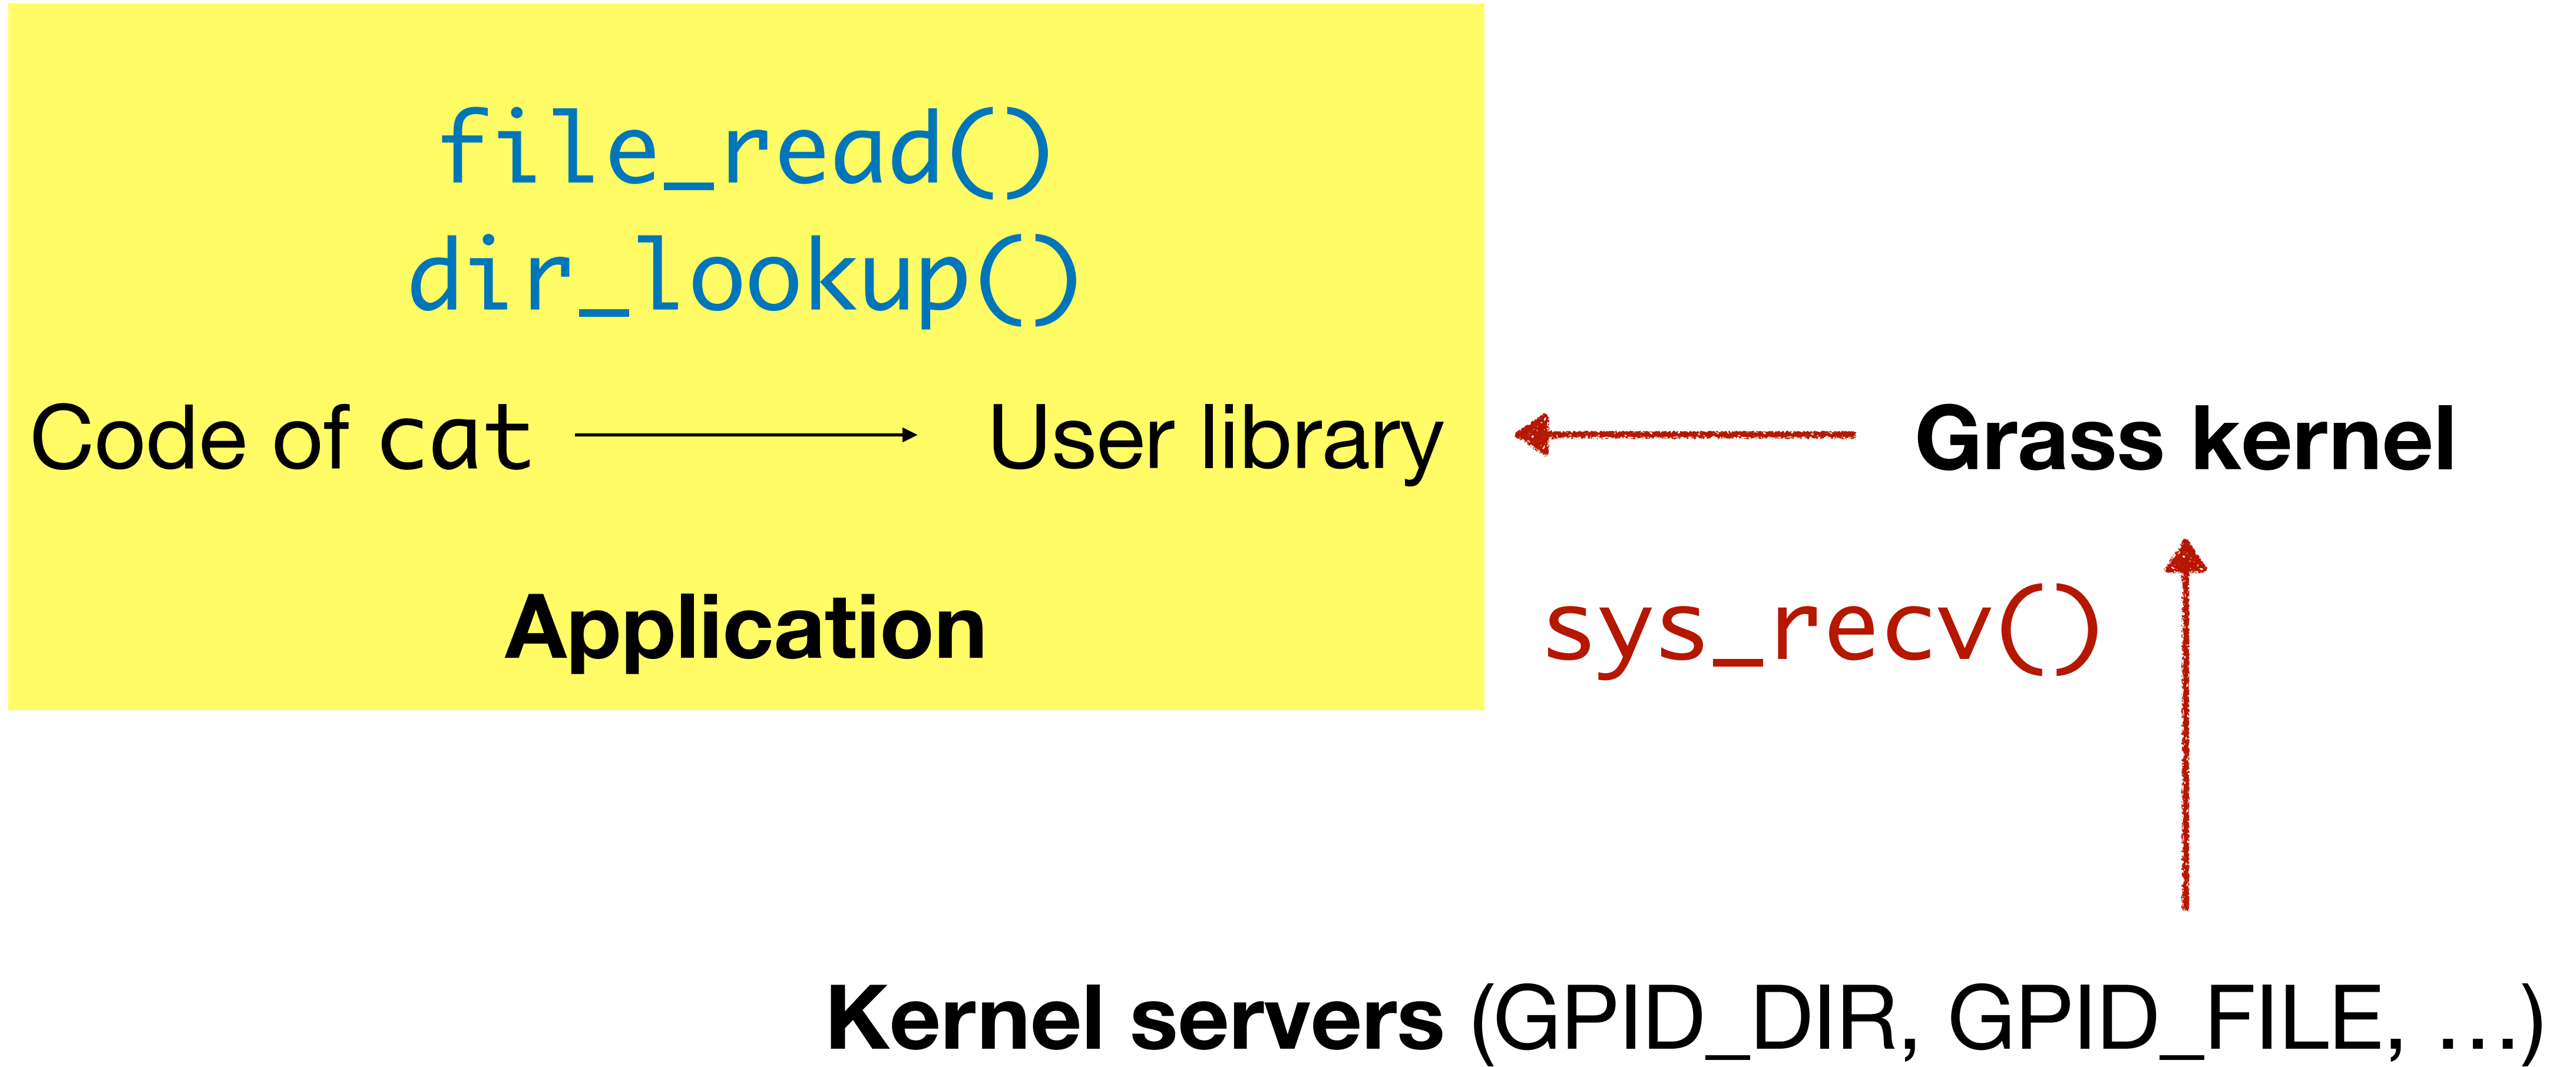 file_read()
dir_lookup()
Code of cat
User library
Grass kernel
Application
sys_recv()
Kernel servers (GPID_DIR, GPID_FILE, …)